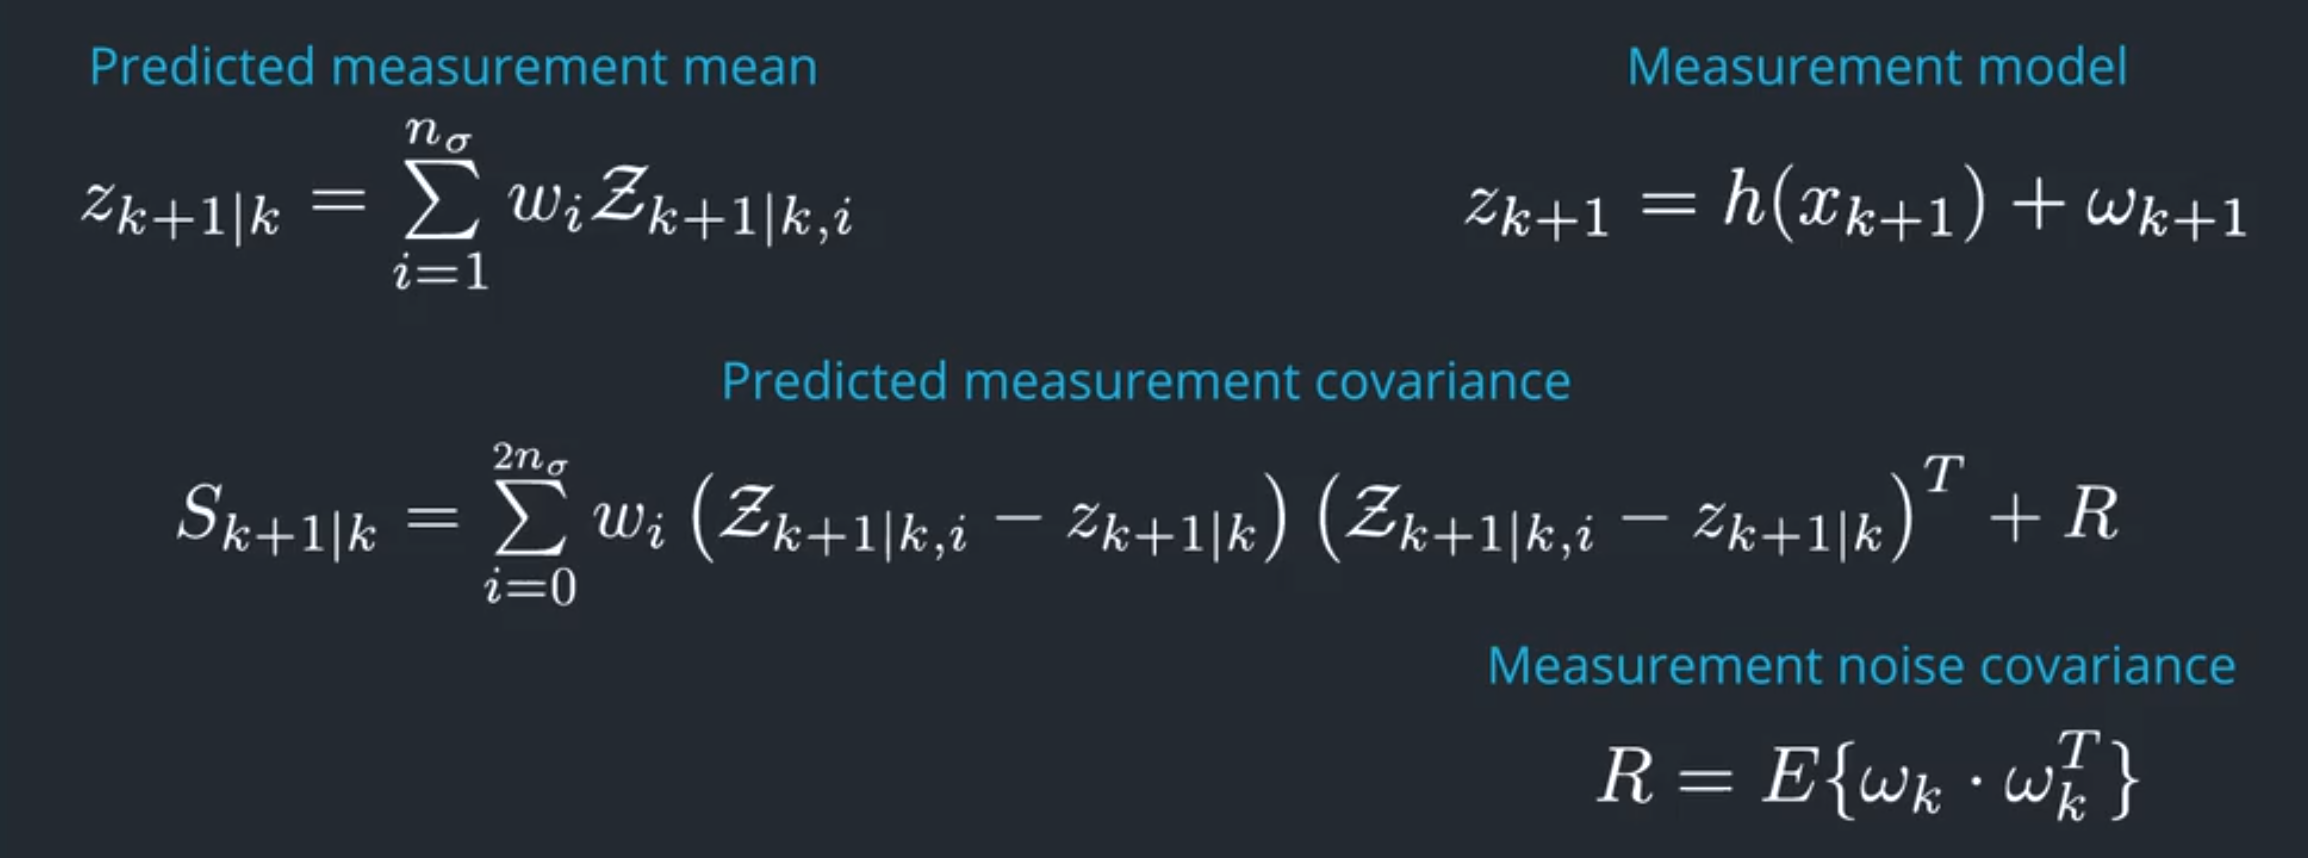 Predicted measurement mean
Measurement model
$z_{k+1|k} = \sum_{i=1}^{n_\sigma} w_i \mathcal{Z}_{k+1|k,i}$
$z_{k+1} = h(x_{k+1}) + \omega_{k+1}$
Predicted measurement covariance
$S_{k+1|k} = \sum_{i=0}^{2n_\sigma} w_i \left( \mathcal{Z}_{k+1|k,i} - z_{k+1|k} \right) \left( \mathcal{Z}_{k+1|k,i} - z_{k+1|k} \right)^T + R$
Measurement noise covariance
$R = E\{\omega_k \cdot \omega_k^T\}$